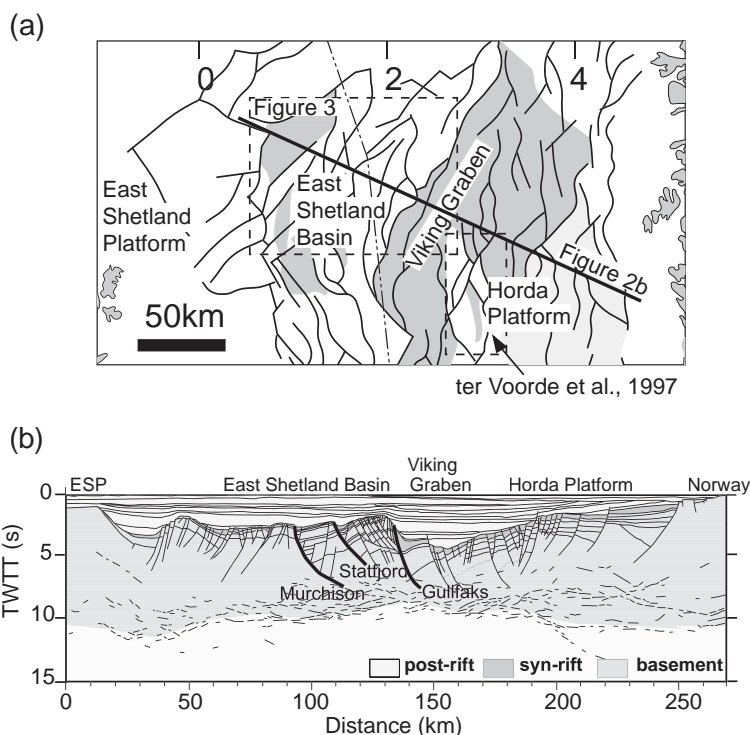 (a)
0
2
4
Figure 3
East
Shetland
Platform
East
Shetland
Basin
Viking Graben
Figure 2b
Horda
Platform
50km
ter Voorde et al., 1997
(b)
ESP
East Shetland Basin
Viking
Graben
Horda Platform
Norway
0
5
10
15
TWTT (s)
Statfjord
Murchison
Gullfaks
post-rift
syn-rift
basement
0
50
100
150
200
250
Distance (km)